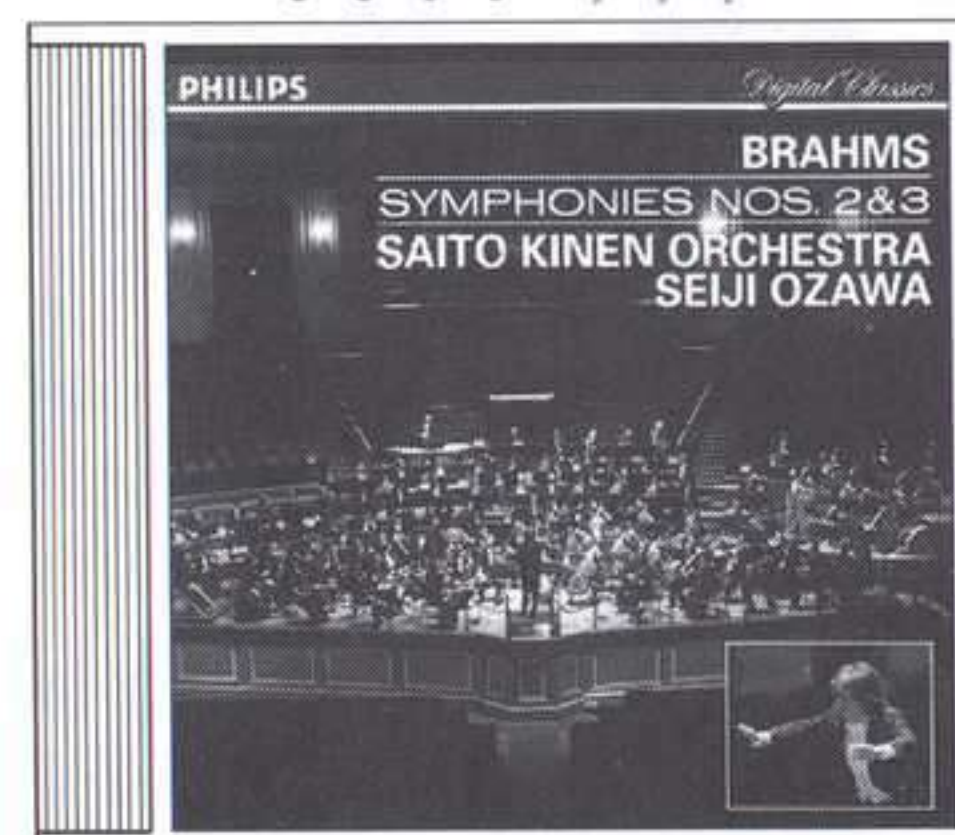 PHILIPS
Digital Classics
BRAHMS
SYMPHONIES NOS. 2&3
SAITO KINEN ORCHESTRA
SEIJI OZAWA